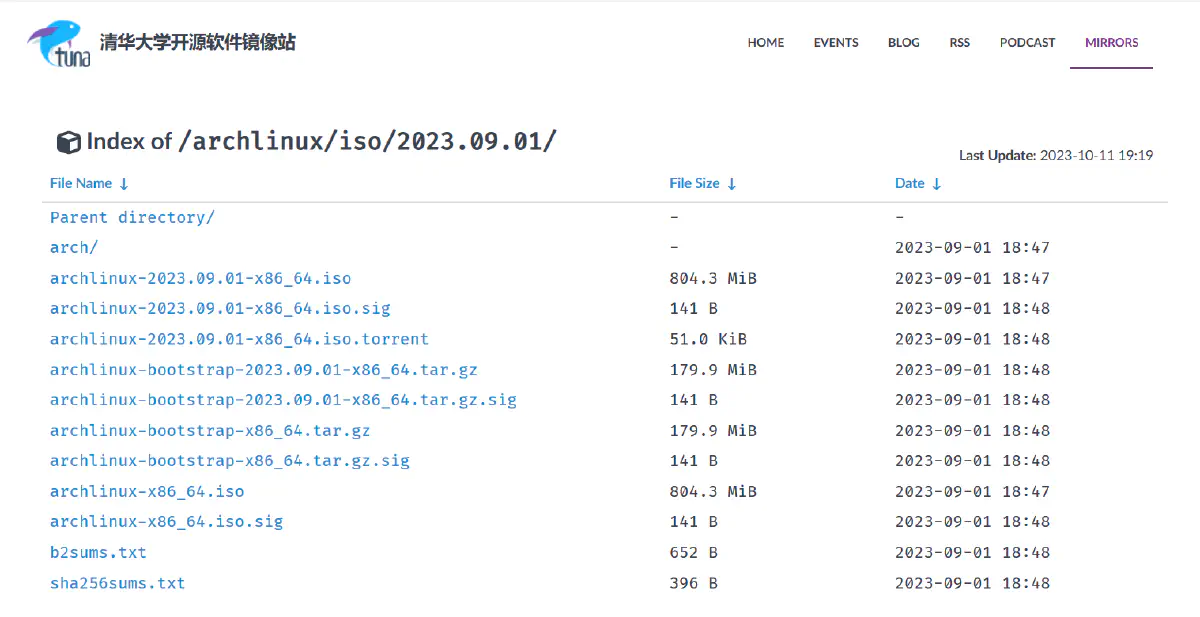 tuna 清华大学开源软件镜像站 HOME EVENTS BLOG RSS PODCAST MIRRORS
Index of /archlinux/iso/2023.09.01/
Last Update: 2023-10-11 19:19
File Name ↓ File Size ↓ Date ↓
Parent directory/ - -
arch/ - 2023-09-01 18:47
archlinux-2023.09.01-x86_64.iso 804.3 MiB 2023-09-01 18:47
archlinux-2023.09.01-x86_64.iso.sig 141 B 2023-09-01 18:48
archlinux-2023.09.01-x86_64.iso.torrent 51.0 KiB 2023-09-01 18:48
archlinux-bootstrap-2023.09.01-x86_64.tar.gz 179.9 MiB 2023-09-01 18:48
archlinux-bootstrap-2023.09.01-x86_64.tar.gz.sig 141 B 2023-09-01 18:48
archlinux-bootstrap-x86_64.tar.gz 179.9 MiB 2023-09-01 18:48
archlinux-bootstrap-x86_64.tar.gz.sig 141 B 2023-09-01 18:48
archlinux-x86_64.iso 804.3 MiB 2023-09-01 18:47
archlinux-x86_64.iso.sig 141 B 2023-09-01 18:48
b2sums.txt 652 B 2023-09-01 18:48
sha256sums.txt 396 B 2023-09-01 18:48